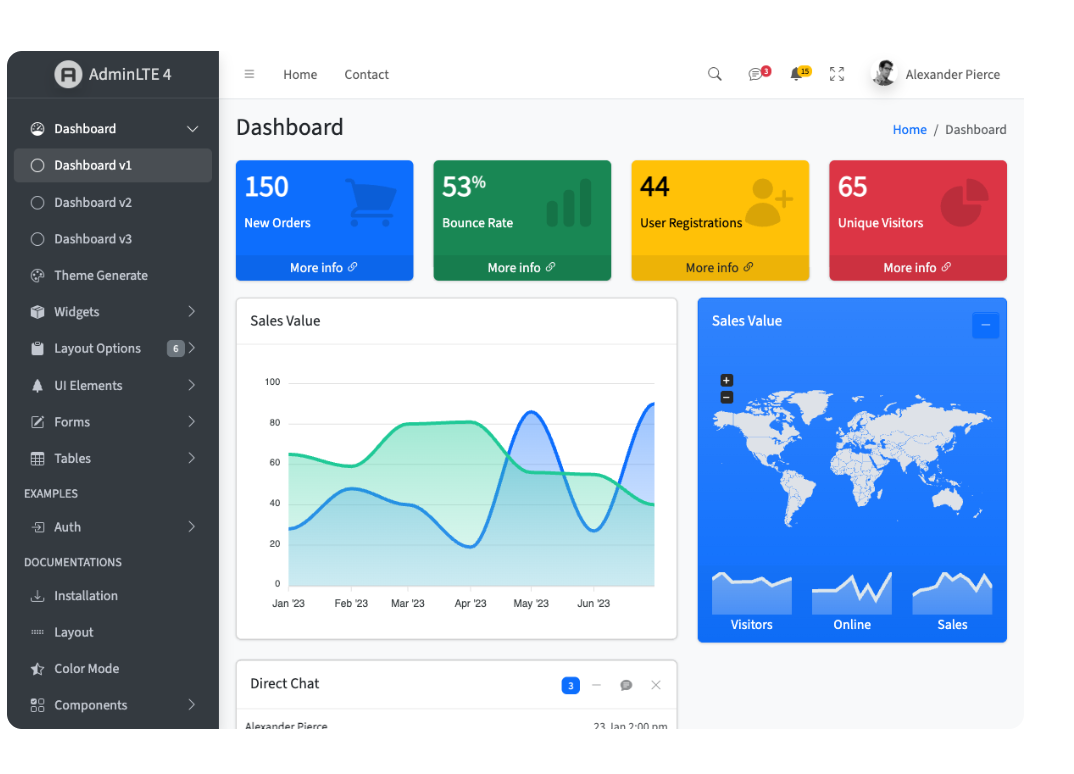 AdminLTE 4
Home Contact
3
15
Alexander Pierce
Dashboard
Dashboard v1
Dashboard v2
Dashboard v3
Theme Generate
Widgets
Layout Options 6
UI Elements
Forms
Tables
EXAMPLES
Auth
DOCUMENTATIONS
Installation
Layout
Color Mode
Components
Dashboard
Home / Dashboard
150
New Orders
More info
53%
Bounce Rate
More info
44
User Registrations
More info
65
Unique Visitors
More info
Sales Value
100
80
60
40
20
0
Jan '23 Feb '23 Mar '23 Apr '23 May '23 Jun '23
Sales Value
+
−
Visitors Online Sales
Direct Chat 3
Alexander Pierce 23 Jan 2:00 pm